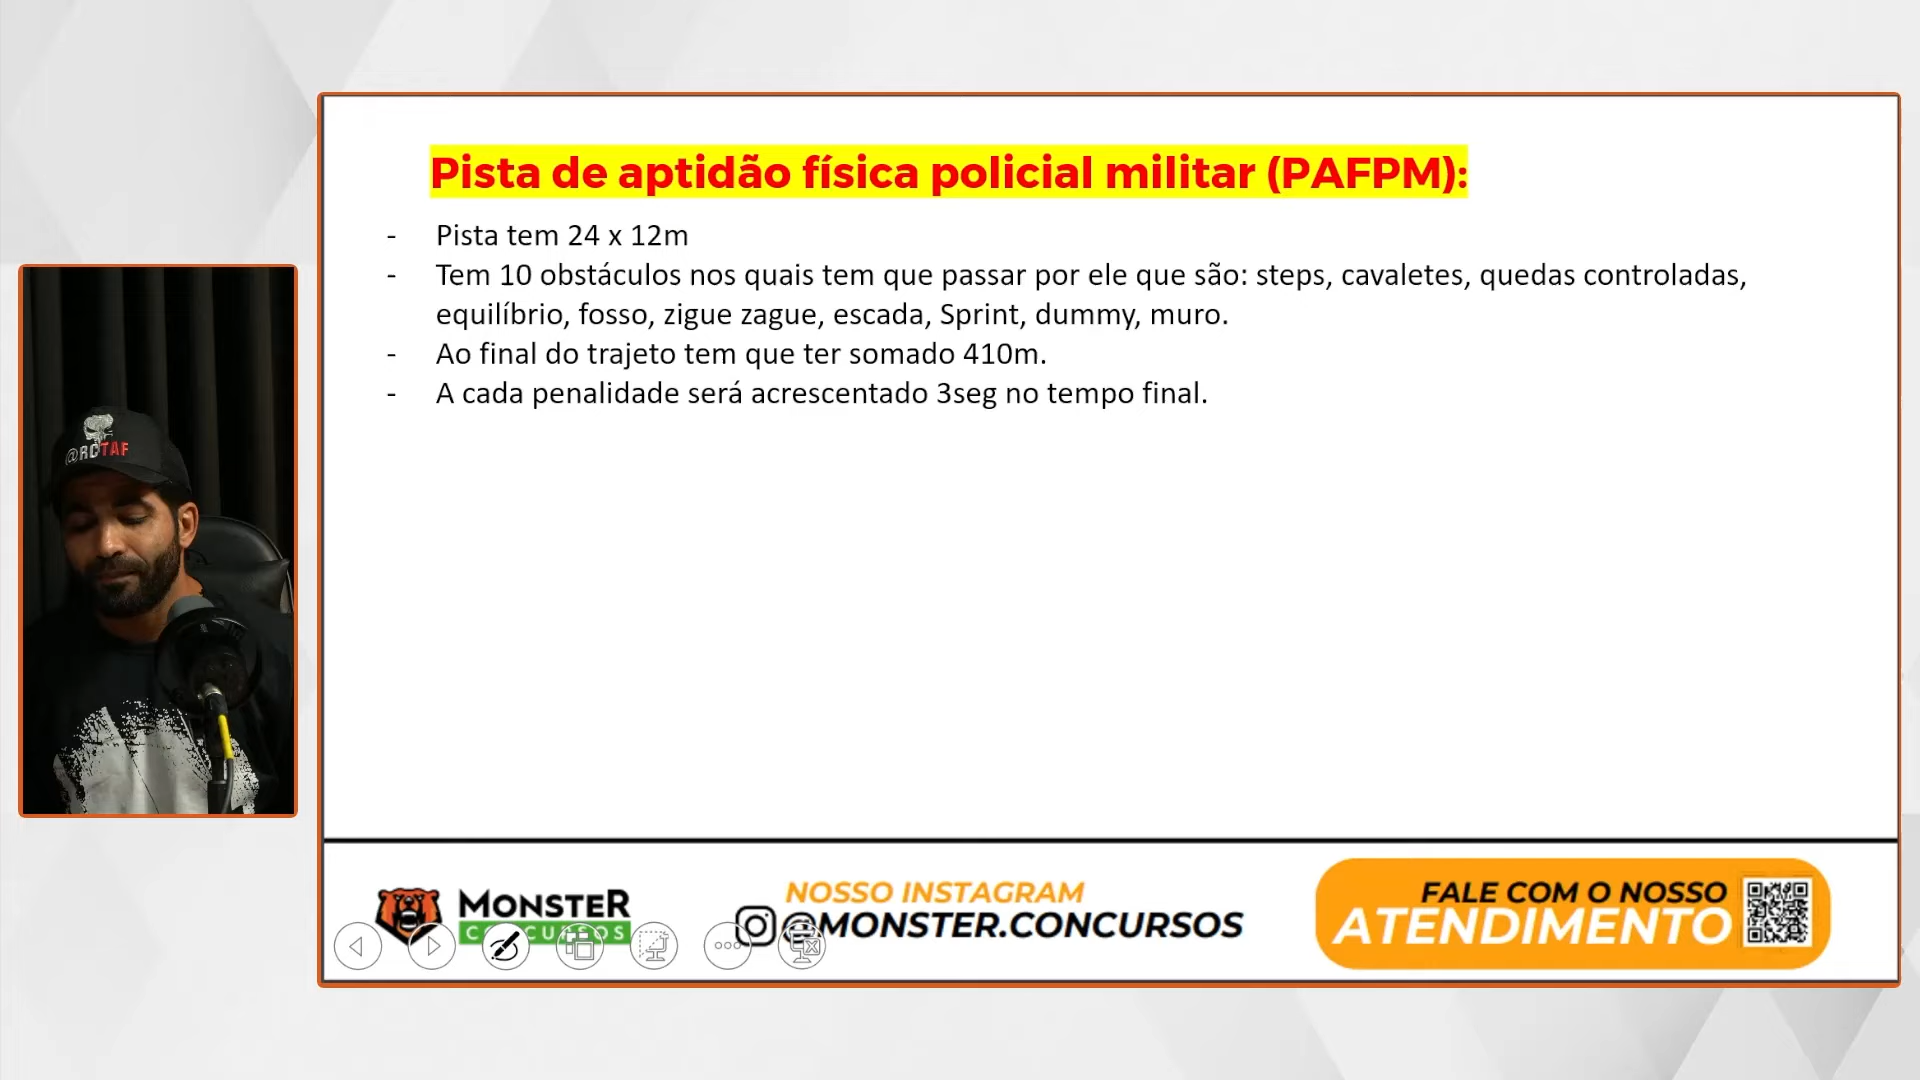 Pista de aptidão física policial militar (PAFPM):
- Pista tem 24 x 12m
- Tem 10 obstáculos nos quais tem que passar por ele que são: steps, cavaletes, quedas controladas,
equilíbrio, fosso, zigue zague, escada, Sprint, dummy, muro.
- Ao final do trajeto tem que ter somado 410m.
- A cada penalidade será acrescentado 3seg no tempo final.
@RCTAF
MONSTER
CONCURSOS
NOSSO INSTAGRAM
@MONSTER.CONCURSOS
FALE COM O NOSSO
ATENDIMENTO